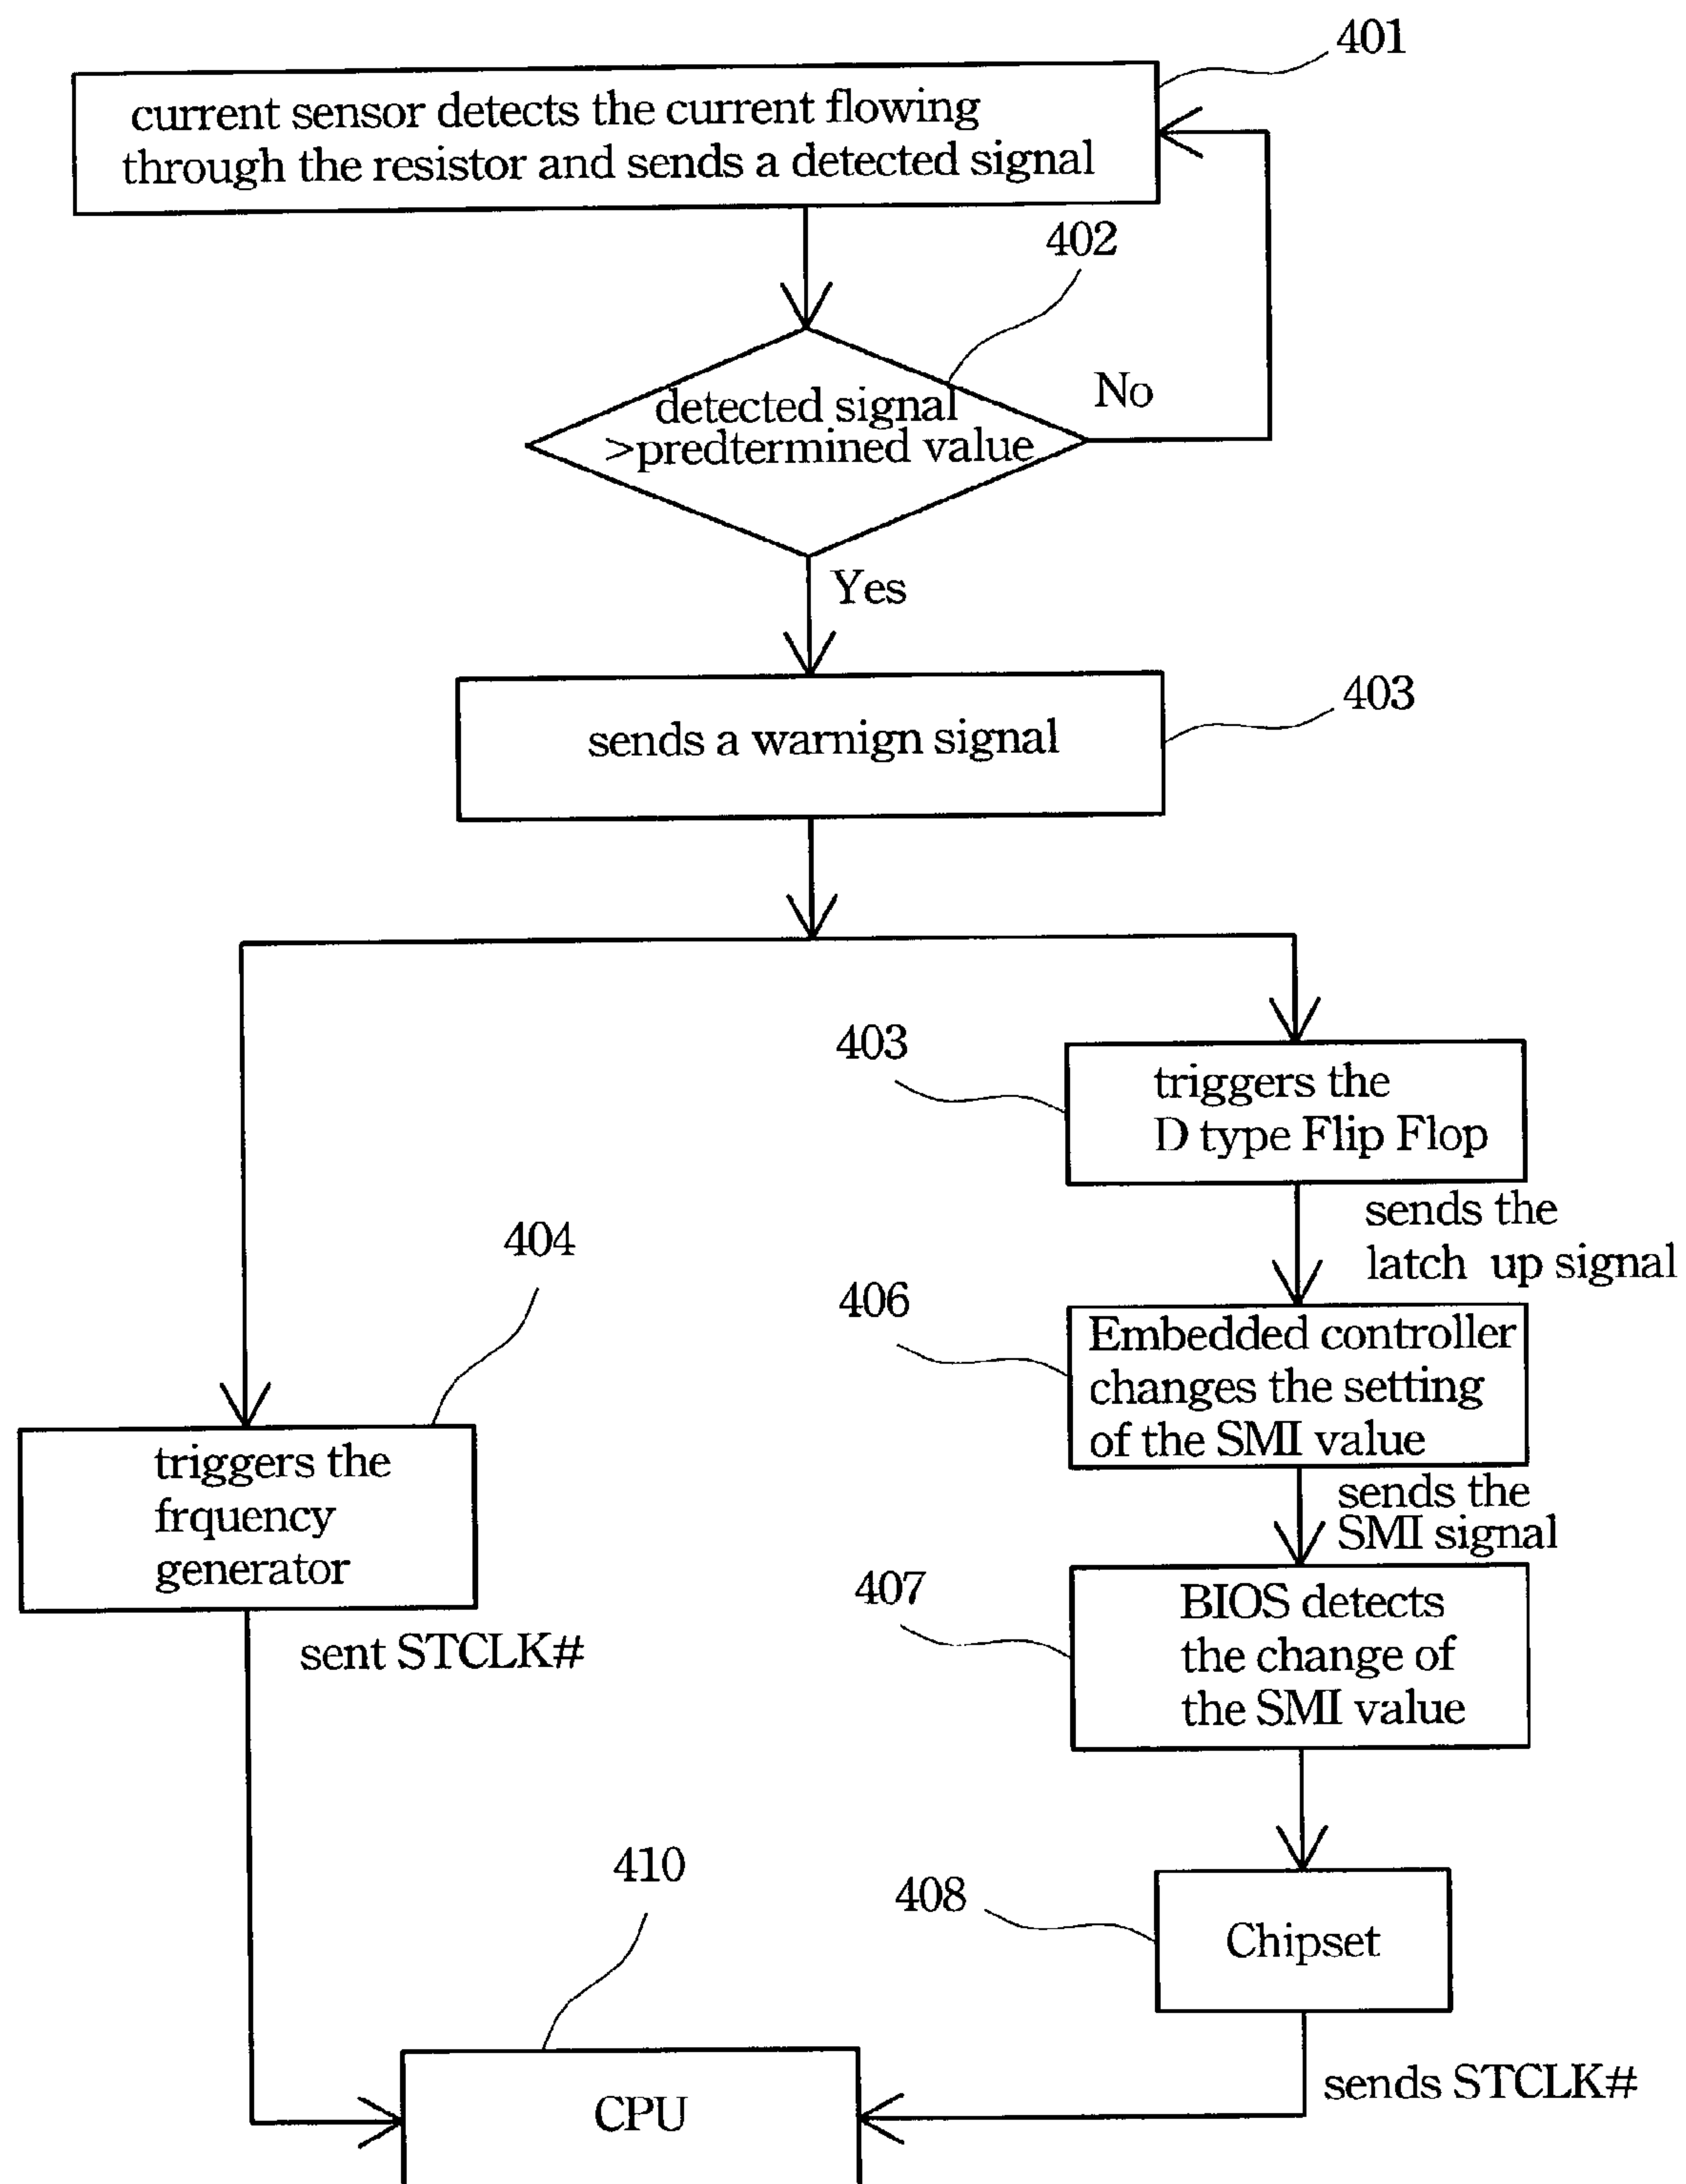 401
current sensor detects the current flowing
through the resistor and sends a detected signal
402
detected signal
>predtermined value
No
Yes
403
sends a warnign signal
403
triggers the
D type Flip Flop
sends the
latch up signal
404
406
Embedded controller
changes the setting
of the SMI value
triggers the
frquency
generator
sends the
SMI signal
407
BIOS detects
the change of
the SMI value
sent STCLK#
410
408
Chipset
sends STCLK#
CPU